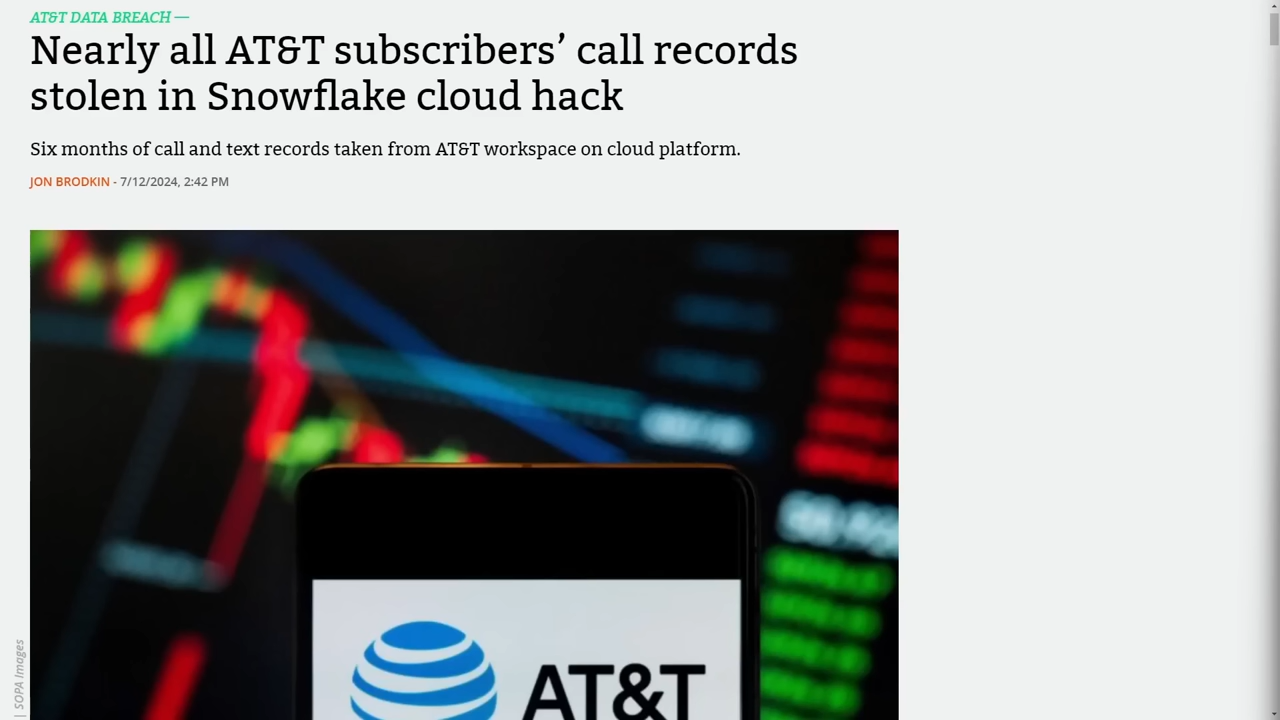 AT&T DATA BREACH —
Nearly all AT&T subscribers’ call records
stolen in Snowflake cloud hack
Six months of call and text records taken from AT&T workspace on cloud platform.
JON BRODKIN - 7/12/2024, 2:42 PM
AT&T
| SOPA Images